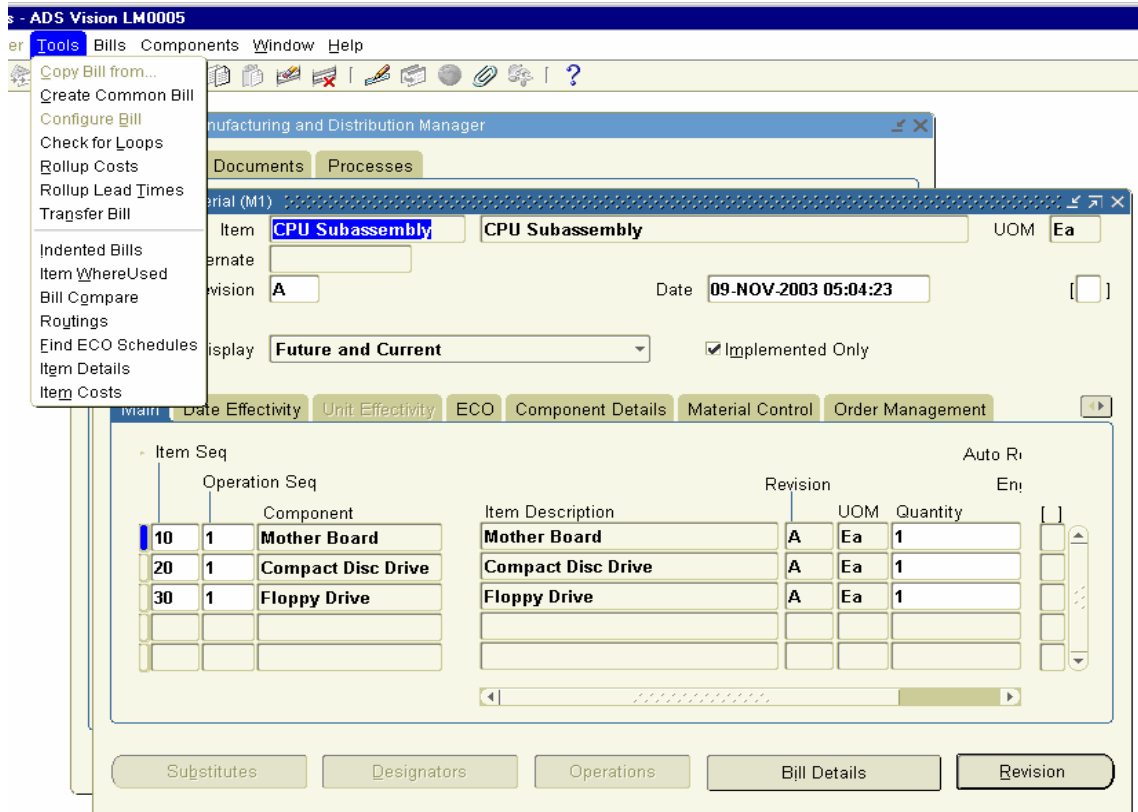 s - ADS Vision LM0005
er Tools Bills Components Window Help
Copy Bill from...
Create Common Bill
Configure Bill
Check for Loops
Rollup Costs
Rollup Lead Times
Transfer Bill
Indented Bills
Item WhereUsed
Bill Compare
Routings
Find ECO Schedules
Item Details
Item Costs
nufacturing and Distribution Manager
Documents Processes
erial (M1)
Item CPU Subassembly CPU Subassembly UOM Ea
ernate
evision A Date 09-NOV-2003 05:04:23 [ ]
isplay Future and Current Implemented Only
Main Date Effectivity Unit Effectivity ECO Component Details Material Control Order Management
Item Seq Auto R
Operation Seq Revision Eng
Component Item Description UOM Quantity [ ]
10 1 Mother Board Mother Board A Ea 1
20 1 Compact Disc Drive Compact Disc Drive A Ea 1
30 1 Floppy Drive Floppy Drive A Ea 1
Substitutes Designators Operations Bill Details Revision